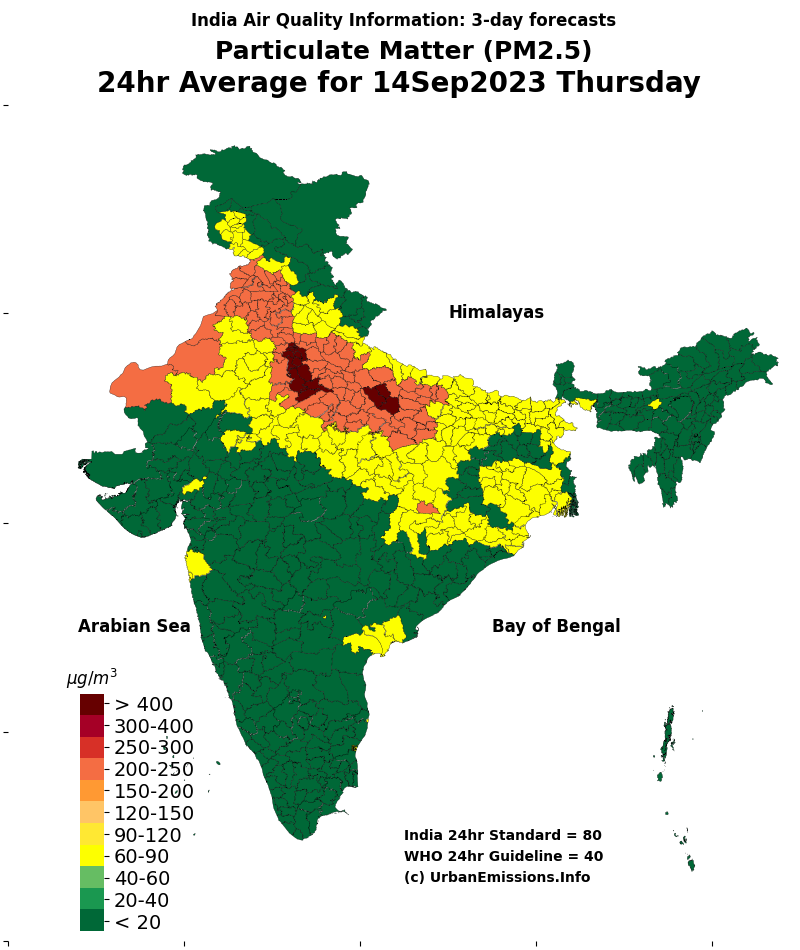 India Air Quality Information: 3-day forecasts
Particulate Matter (PM2.5)
24hr Average for 14Sep2023 Thursday
Himalayas
Arabian Sea
Bay of Bengal
μg/m³
> 400
300-400
250-300
200-250
150-200
120-150
90-120
60-90
40-60
20-40
< 20
India 24hr Standard = 80
WHO 24hr Guideline = 40
(c) UrbanEmissions.Info